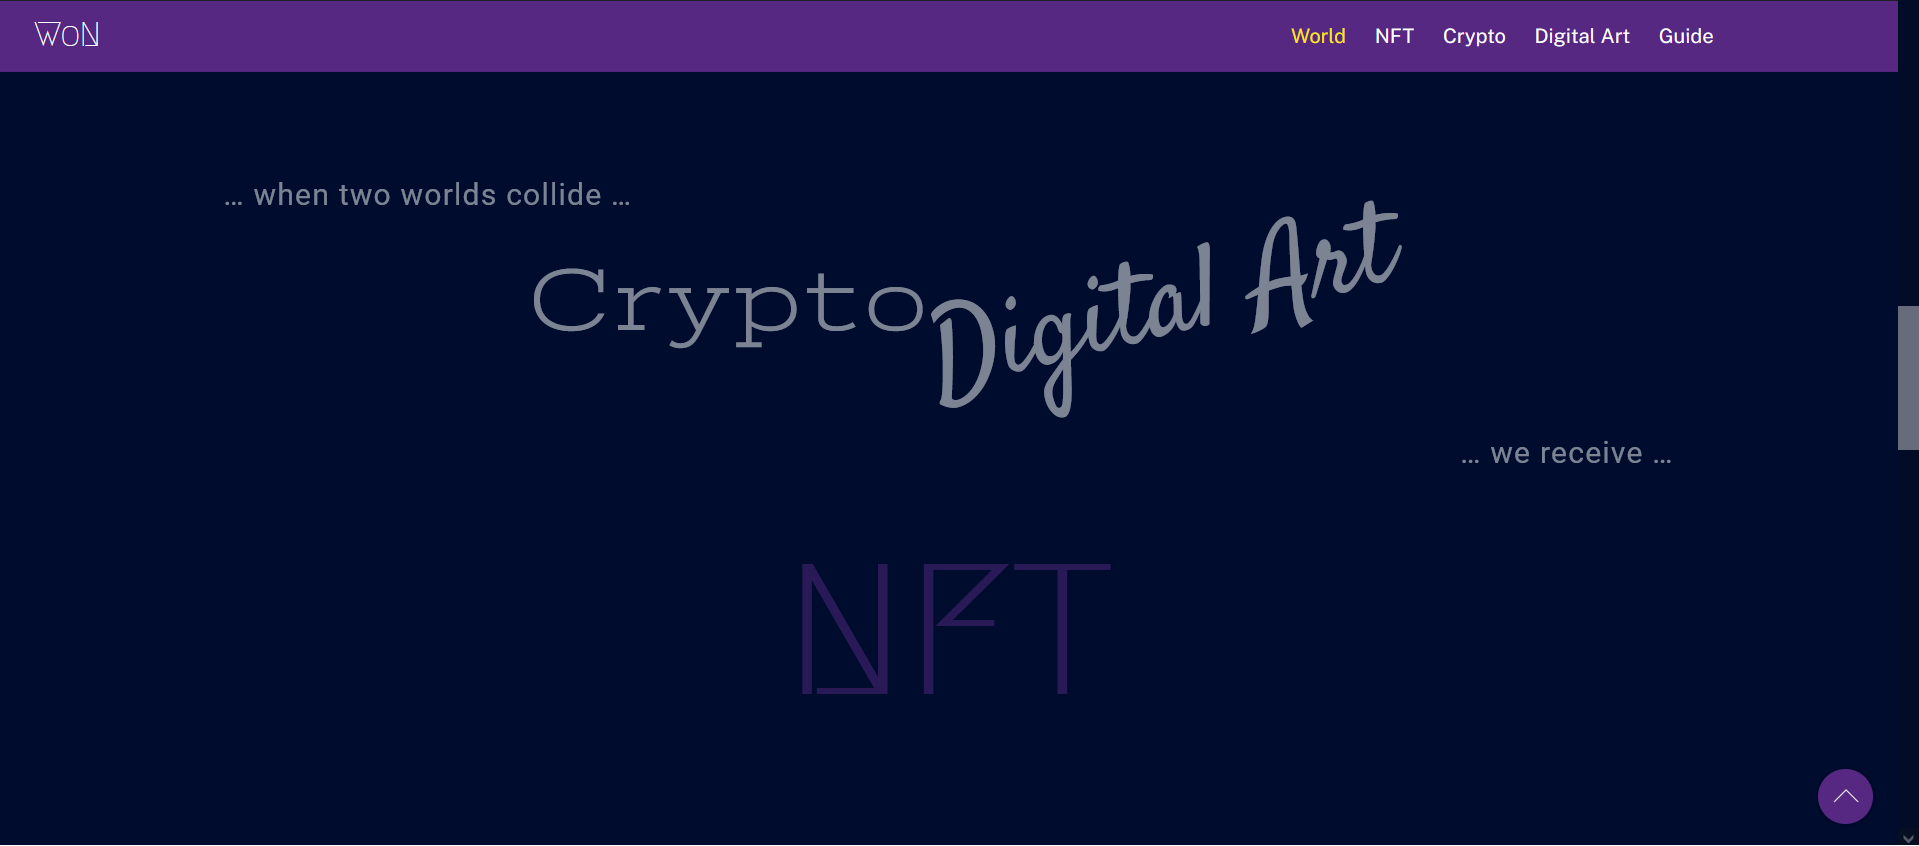 WoN
World NFT Crypto Digital Art Guide
... when two worlds collide ...
Crypto Digital Art
... we receive ...
NFT